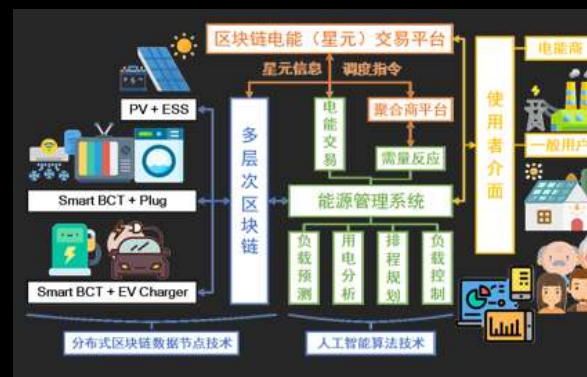 区块链电能（星元）交易平台
星元信息
调度指令
PV + ESS
Smart BCT + Plug
Smart BCT + EV Charger
多层次区块链
电能交易
聚合商平台
需量反应
能源管理系统
负载预测
用电分析
排程规划
负载控制
使用者介面
电能商
一般用户
分布式区块链数据节点技术
人工智能算法技术